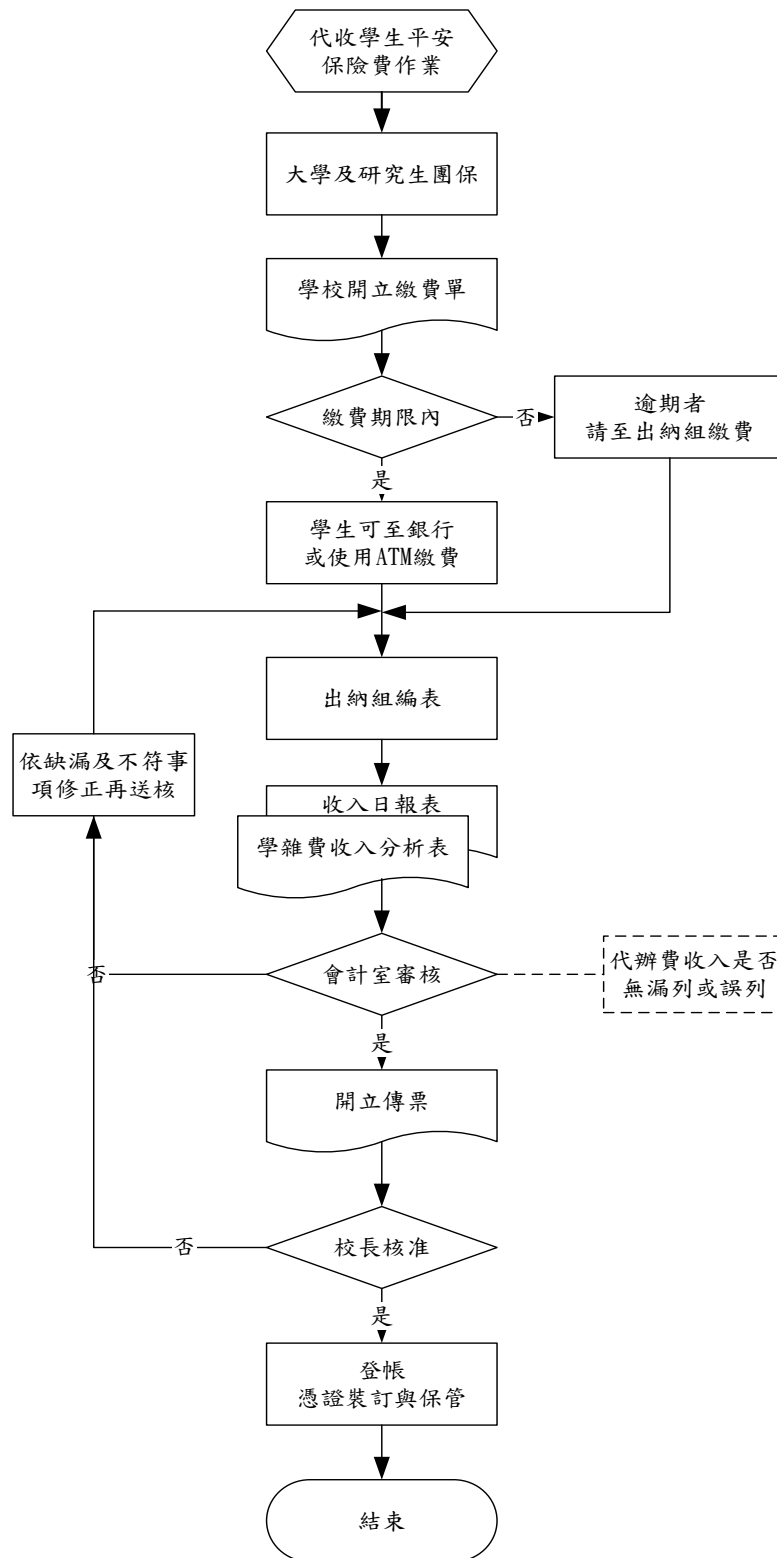 代收學生平安
保險費作業
大學及研究生團保
學校開立繳費單
繳費期限內
否
逾期者
請至出納組繳費
是
學生可至銀行
或使用ATM繳費
出納組編表
依缺漏及不符事
項修正再送核
收入日報表
學雜費收入分析表
會計室審核
否
代辦費收入是否
無漏列或誤列
是
開立傳票
校長核准
否
是
登帳
憑證裝訂與保管
結束